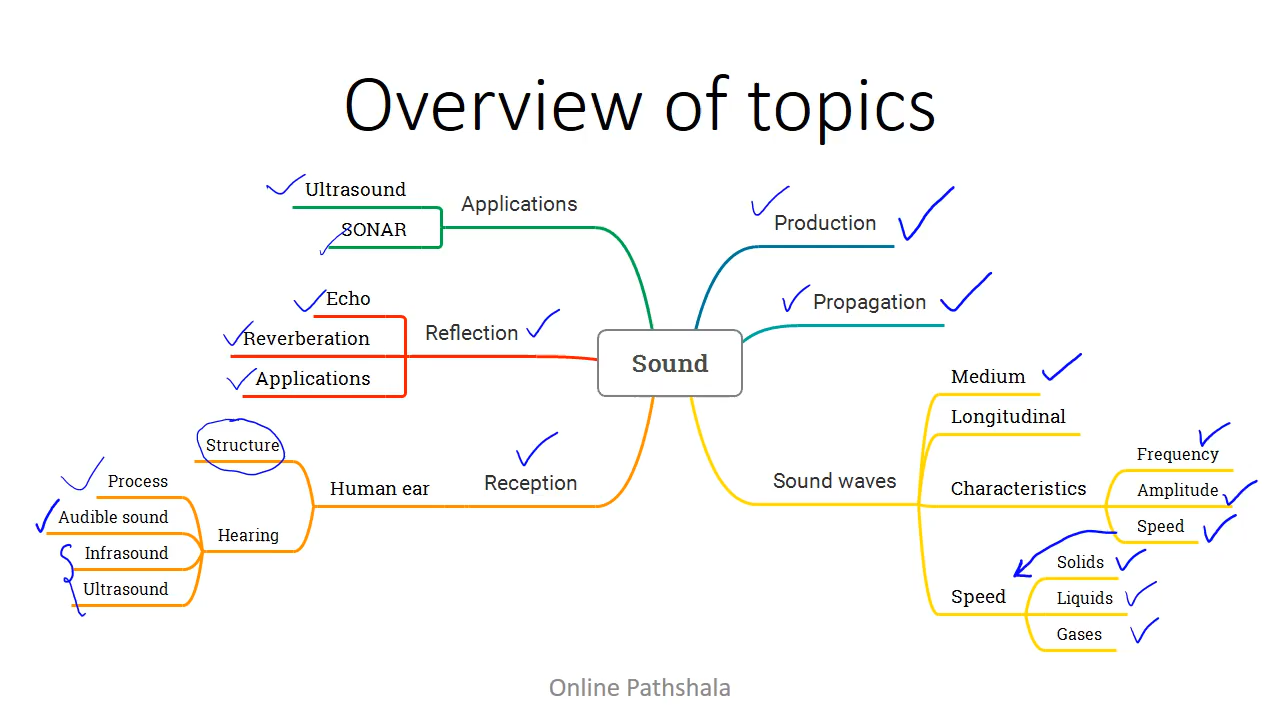 Overview of topics
Sound
Applications
Ultrasound
SONAR
Reflection
Echo
Reverberation
Applications
Reception
Human ear
Structure
Hearing
Process
Audible sound
Infrasound
Ultrasound
Production
Propagation
Sound waves
Medium
Longitudinal
Characteristics
Frequency
Amplitude
Speed
Speed
Solids
Liquids
Gases
Online Pathshala